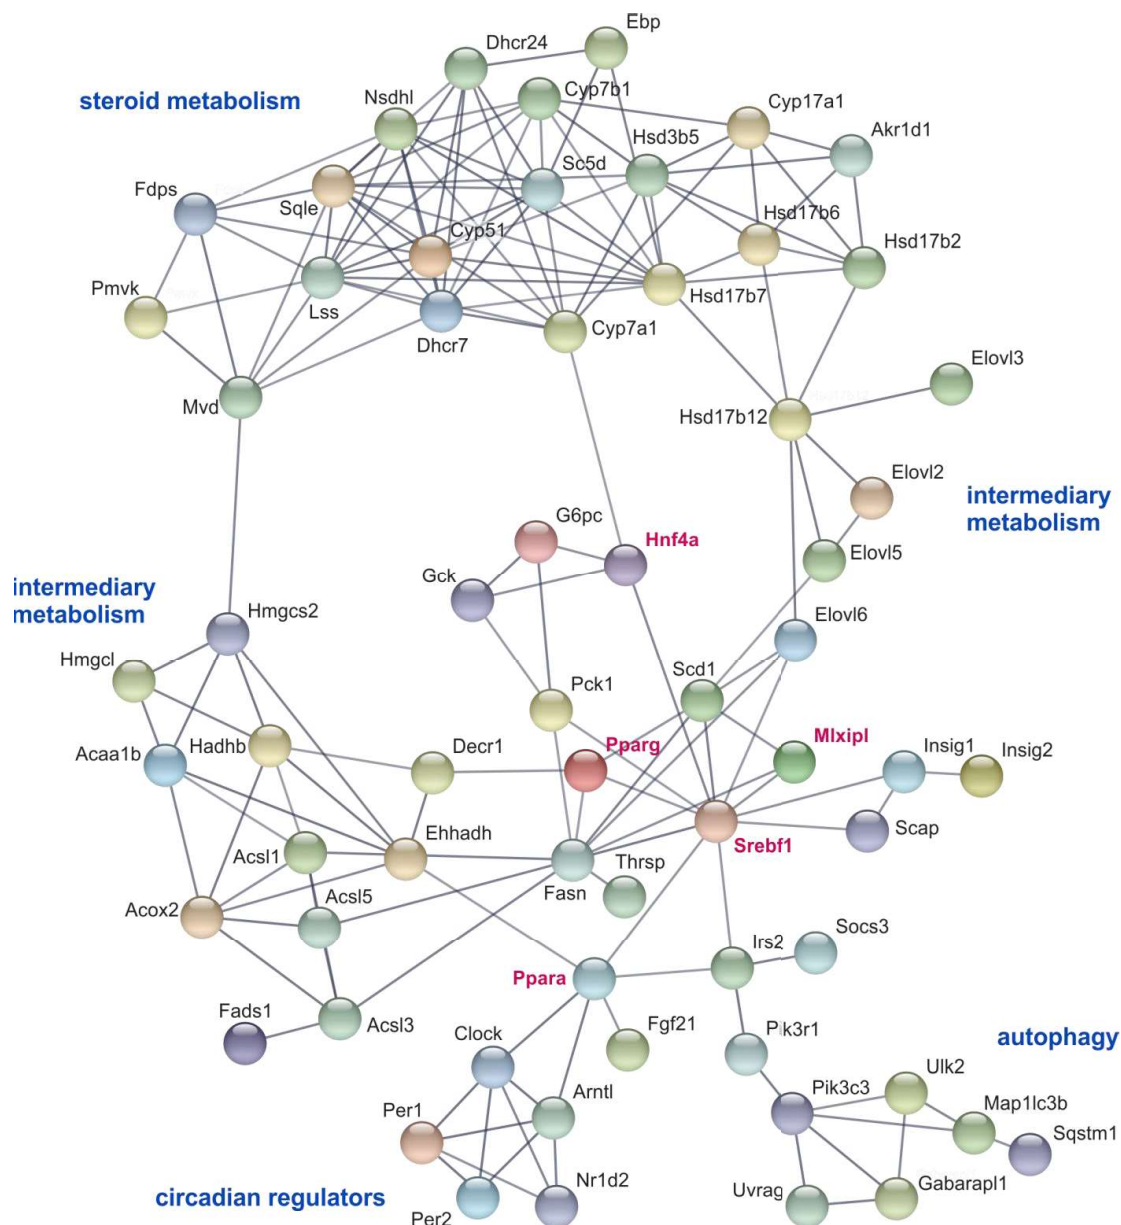 Ebp
Dhcr24
steroid metabolism
Nsdhl
Cyp7b1
Cyp17a1
Akr1d1
Hsd3b5
Sc5d
Fdps
Sqle
Hsd17b6
Cyp51
Hsd17b2
Pmvk
Lss
Hsd17b7
Dhcr7
Cyp7a1
Elovl3
Mvd
Hsd17b12
Elovl2
intermediary
metabolism
G6pc
Hnf4a
Elovl5
Gck
intermediary
metabolism
Hmgcs2
Elovl6
Hmgcl
Scd1
Pck1
Mlxipl
Acaa1b
Hadhb
Decr1
Pparg
Insig1
Insig2
Ehhadh
Scap
Srebf1
Acsl1
Thrsp
Fasn
Acsl5
Acox2
Socs3
Irs2
Ppara
Fads1
Acsl3
Clock
Fgf21
Pik3r1
autophagy
Ulk2
Pik3c3
Arntl
Map1lc3b
Per1
Sqstm1
Nr1d2
Gabarapl1
Uvrag
circadian regulators
Per2